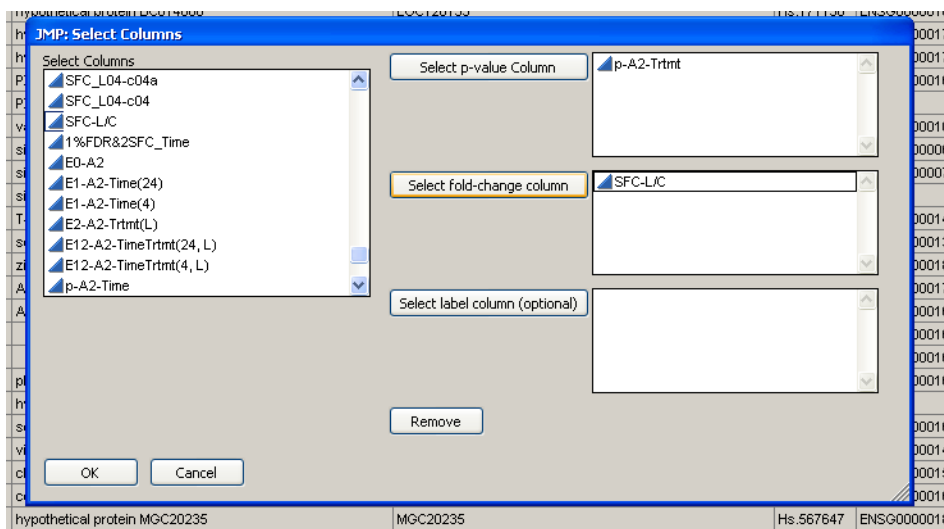 JMP: Select Columns
Select Columns
SFC_L04-c04a
SFC_L04-c04
SFC-L/C
1%FDR&2SFC_Time
E0-A2
E1-A2-Time(24)
E1-A2-Time(4)
E2-A2-Trtmt(L)
E12-A2-TimeTrtmt(24, L)
E12-A2-TimeTrtmt(4, L)
p-A2-Time
Select p-value Column
p-A2-Trtmt
Select fold-change column
SFC-L/C
Select label column (optional)
Remove
OK
Cancel
hypothetical protein MGC20235
MGC20235
Hs.567647